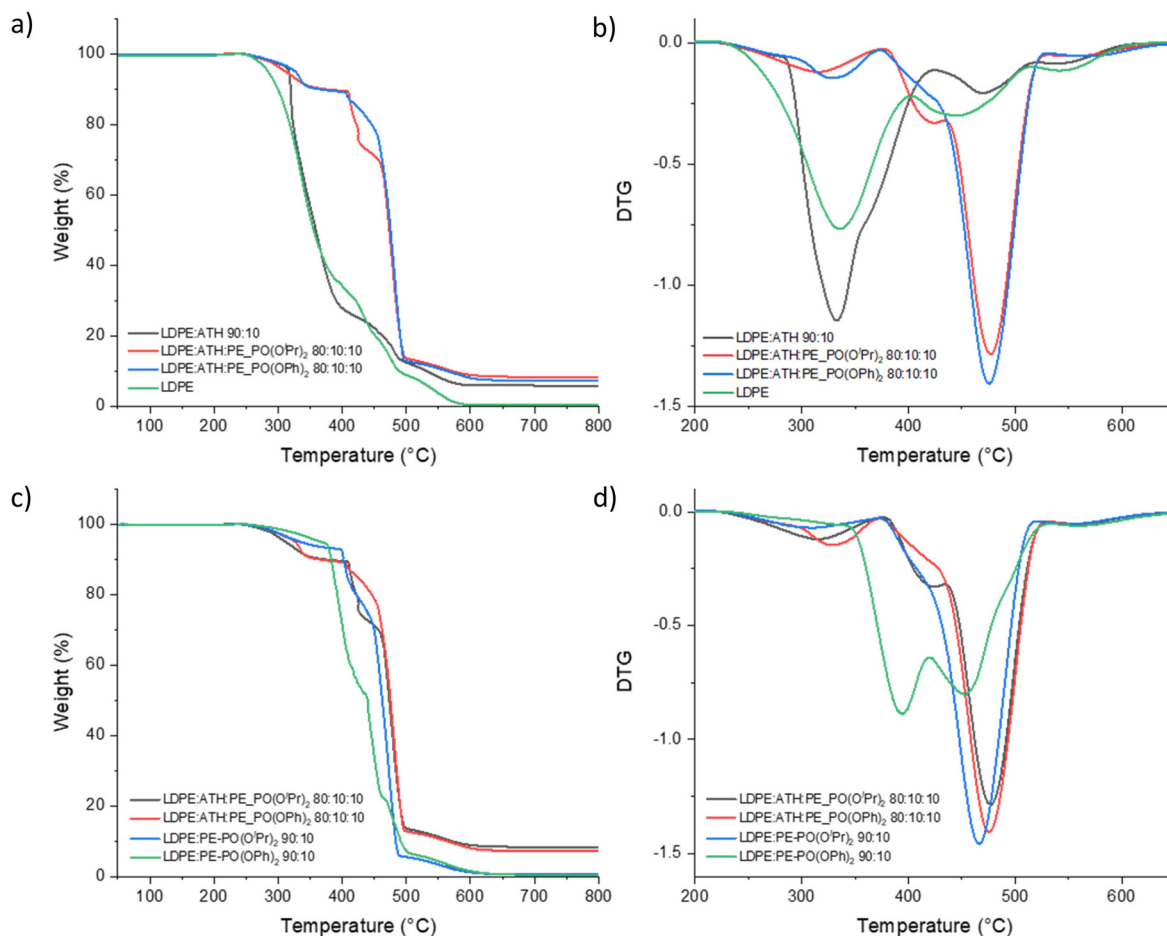 a)
100
80
60
40
20
0
Weight (%)
LDPE:ATH 90:10
LDPE:ATH:PE_PO(OⁱPr)₂ 80:10:10
LDPE:ATH:PE_PO(OPh)₂ 80:10:10
LDPE
100 200 300 400 500 600 700 800
Temperature (°C)
b)
0.0
-0.5
-1.0
-1.5
DTG
LDPE:ATH 90:10
LDPE:ATH:PE_PO(OⁱPr)₂ 80:10:10
LDPE:ATH:PE_PO(OPh)₂ 80:10:10
LDPE
200 300 400 500 600
Temperature (°C)
c)
100
80
60
40
20
0
Weight (%)
LDPE:ATH:PE_PO(OⁱPr)₂ 80:10:10
LDPE:ATH:PE_PO(OPh)₂ 80:10:10
LDPE:PE-PO(OⁱPr)₂ 90:10
LDPE:PE-PO(OPh)₂ 90:10
100 200 300 400 500 600 700 800
Temperature (°C)
d)
0.0
-0.5
-1.0
-1.5
DTG
LDPE:ATH:PE_PO(OⁱPr)₂ 80:10:10
LDPE:ATH:PE_PO(OPh)₂ 80:10:10
LDPE:PE-PO(OⁱPr)₂ 90:10
LDPE:PE-PO(OPh)₂ 90:10
200 300 400 500 600
Temperature (°C)